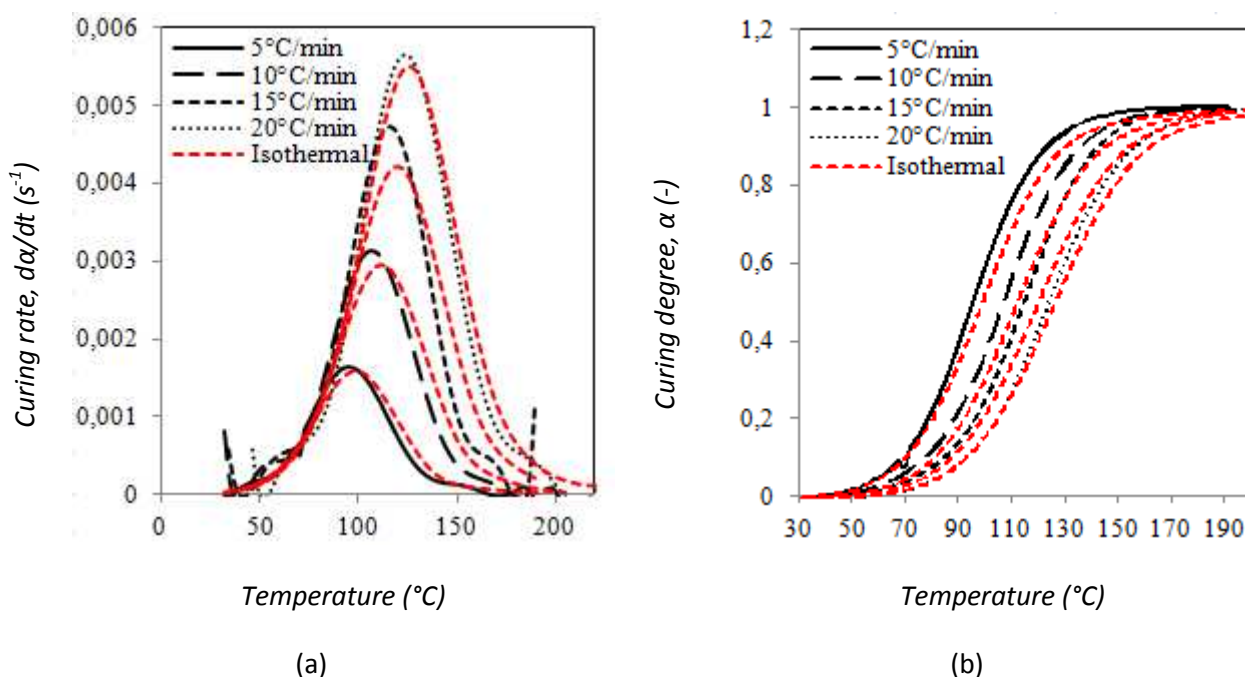 Curing rate, dα/dt (s⁻¹)
0,006
0,005
0,004
0,003
0,002
0,001
0
5°C/min
10°C/min
15°C/min
20°C/min
Isothermal
0 50 100 150 200
Temperature (°C)
(a)
Curing degree, α (-)
1,2
1
0,8
0,6
0,4
0,2
0
5°C/min
10°C/min
15°C/min
20°C/min
Isothermal
30 50 70 90 110 130 150 170 190
Temperature (°C)
(b)